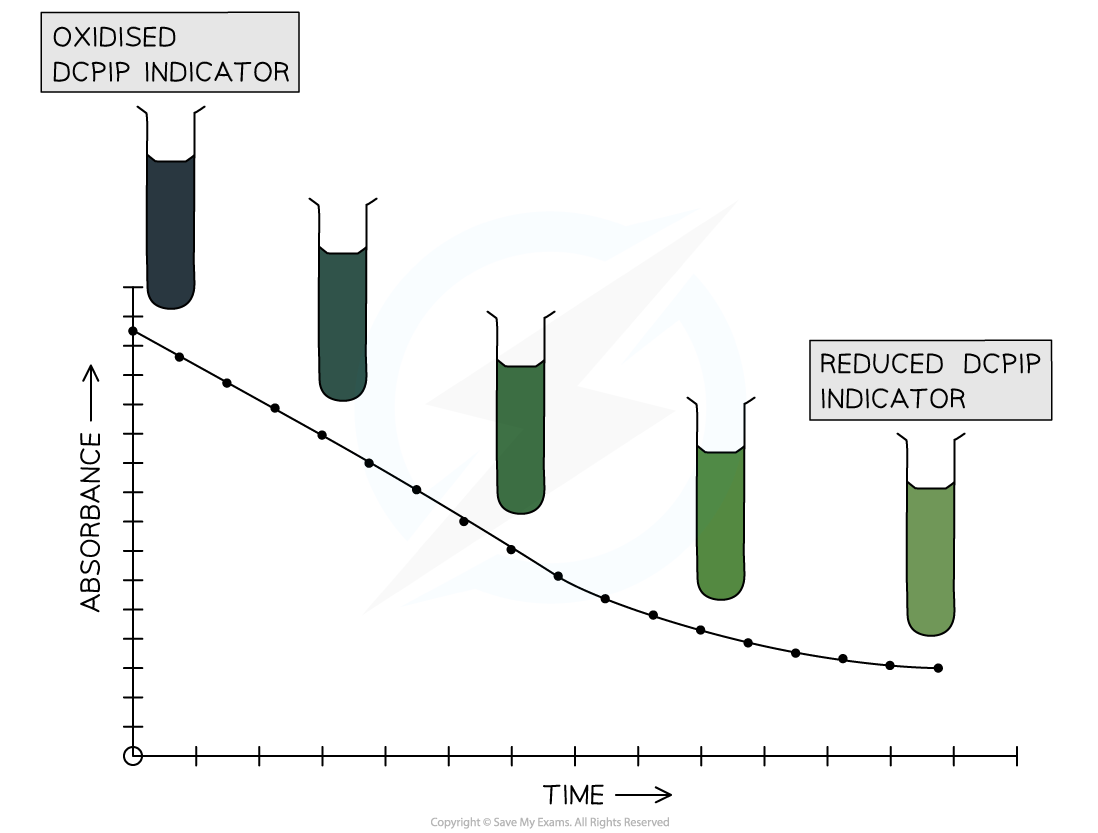 OXIDISED
DCPIP INDICATOR
REDUCED DCPIP
INDICATOR
ABSORBANCE
TIME
Copyright © Save My Exams. All Rights Reserved